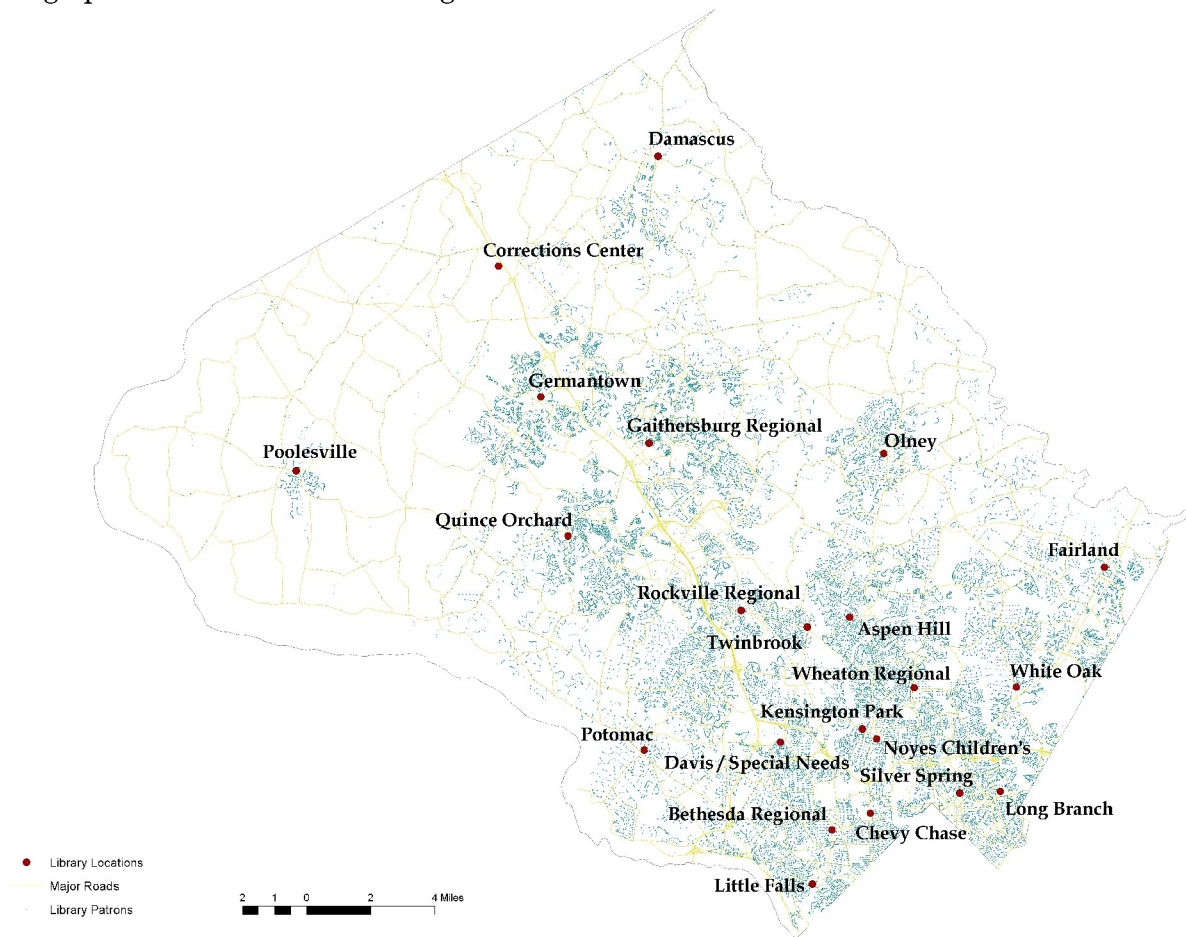 Damascus
Corrections Center
Germantown
Gaithersburg Regional
Olney
Poolesville
Quince Orchard
Fairland
Rockville Regional
Aspen Hill
Twinbrook
White Oak
Wheaton Regional
Kensington Park
Potomac
Noyes Children's
Davis / Special Needs
Silver Spring
Long Branch
Bethesda Regional
Chevy Chase
Little Falls
Library Locations
Major Roads
Library Patrons
2 1 0 2 4 Miles